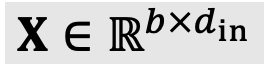 𝐗 ∈ ℝ^{b×d_in}